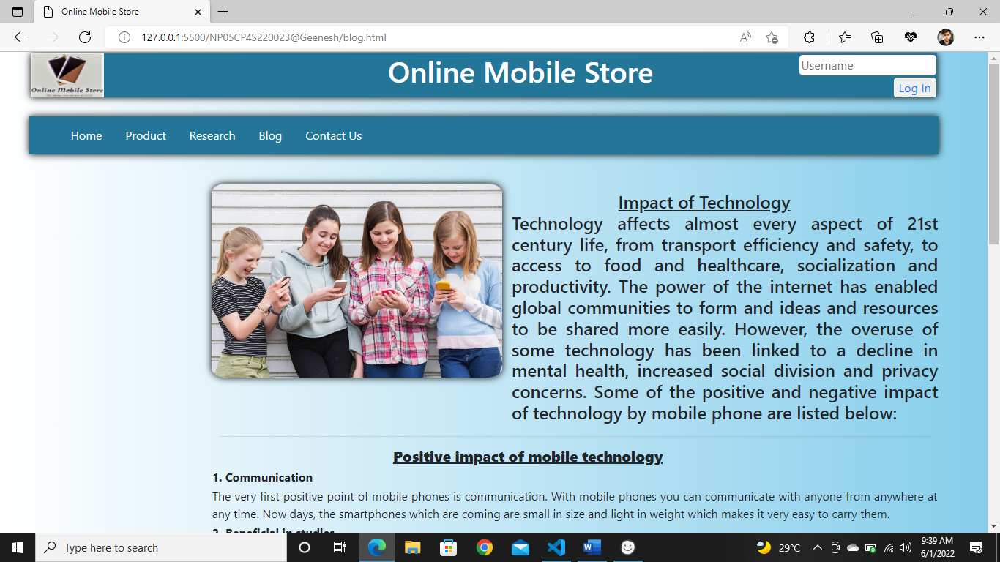 Online Mobile Store
127.0.0.1:5500/NP05CP4S220023@Geenesh/blog.html
Online Mobile Store
Online Mobile Store
Username
Log In
Home Product Research Blog Contact Us
Impact of Technology
Technology affects almost every aspect of 21st
century life, from transport efficiency and safety, to
access to food and healthcare, socialization and
productivity. The power of the internet has enabled
global communities to form and ideas and resources
to be shared more easily. However, the overuse of
some technology has been linked to a decline in
mental health, increased social division and privacy
concerns. Some of the positive and negative impact
of technology by mobile phone are listed below:
Positive impact of mobile technology
1. Communication
The very first positive point of mobile phones is communication. With mobile phones you can communicate with anyone from anywhere at
any time. Now days, the smartphones which are coming are small in size and light in weight which makes it very easy to carry them.
2. Beneficial in studies
Type here to search
29°C
9:39 AM
6/1/2022